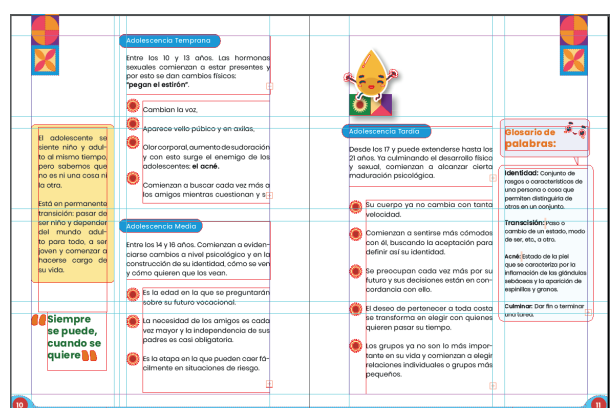 El adolescente se
siente niño y adul-
to al mismo tiempo,
pero sabemos que
no es ni una cosa ni
la otra.
Está en permanente
transición: pasar de
ser niño y depender
del mundo adul-
to para todo, a ser
joven y comenzar a
hacerse cargo de
su vida.
Siempre
se puede,
cuando se
quiere
Adolescencia Temprana
Entre los 10 y 13 años. Las hormonas
sexuales comienzan a estar presentes y
por esto se dan cambios físicos:
"pegan el estirón".
Cambian la voz,
Aparece vello púbico y en axilas,
Olor corporal, aumento de sudoración
y con esto surge el enemigo de los
adolescentes: el acné.
Comienzan a buscar cada vez más a
los amigos mientras cuestionan y s
Adolescencia Media
Entre los 14 y 16 años. Comienzan a eviden-
ciarse cambios a nivel psicológico y en la
construcción de su identidad, cómo se ven
y cómo quieren que los vean.
Es la edad en la que se preguntarán
sobre su futuro vocacional.
La necesidad de los amigos es cada
vez mayor y la independencia de sus
padres es casi obligatoria.
Es la etapa en la que pueden caer fá-
cilmente en situaciones de riesgo.
10
Adolescencia Tardía
Desde los 17 y puede extenderse hasta los
21 años. Va culminando el desarrollo físico
y sexual, comienzan a alcanzar cierta
maduración psicológica.
Su cuerpo ya no cambia con tanta
velocidad.
Comienzan a sentirse más cómodos
con él, buscando la aceptación para
definir así su identidad.
Se preocupan cada vez más por su
futuro y sus decisiones están en con-
cordancia con ello.
El deseo de pertenecer a toda costa
se transforma en elegir con quienes
quieren pasar su tiempo.
Los grupos ya no son lo más impor-
tante en su vida y comienzan a elegir
relaciones individuales o grupos más
pequeños.
Glosario de
palabras:
Identidad: Conjunto de
rasgos o características de
una persona o cosa que
permiten distinguirla de
otras en un conjunto.
Transcisión: Paso o
cambio de un estado, modo
de ser, etc., a otro.
Acné: Estado de la piel
que se caracteriza por la
inflamación de las glándulas
sebáceas y la aparición de
espinillas y granos.
Culminar: Dar fin o terminar
una tarea.
11